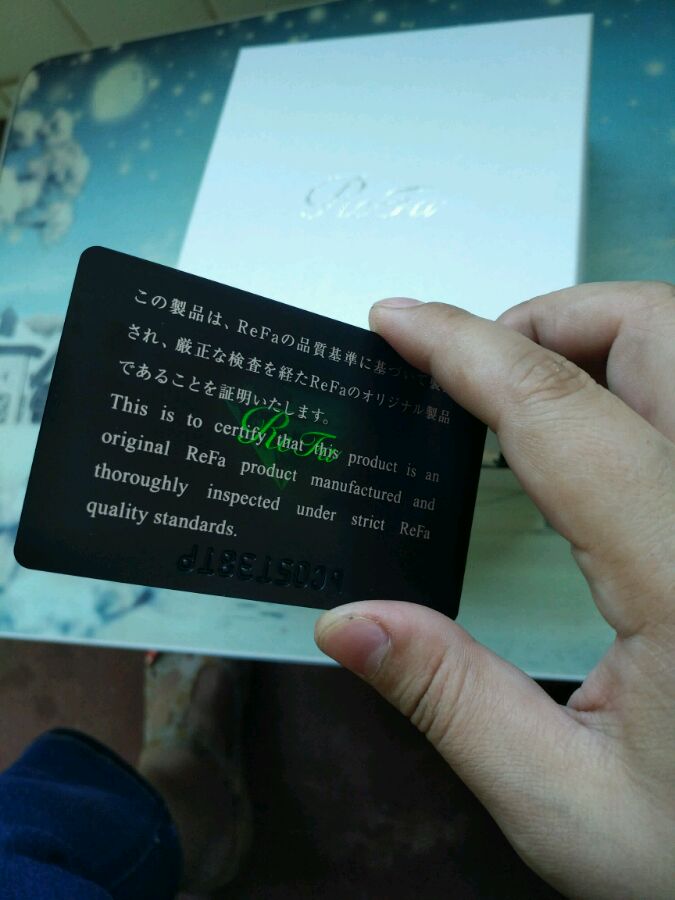 ReFa
この製品は、ReFaの品質基準に基づいて製
され、厳正な検査を経たReFaのオリジナル製品
であることを証明いたします。
ReFa
This is to certify that this product is an
original ReFa product manufactured and
thoroughly inspected under strict ReFa
quality standards.